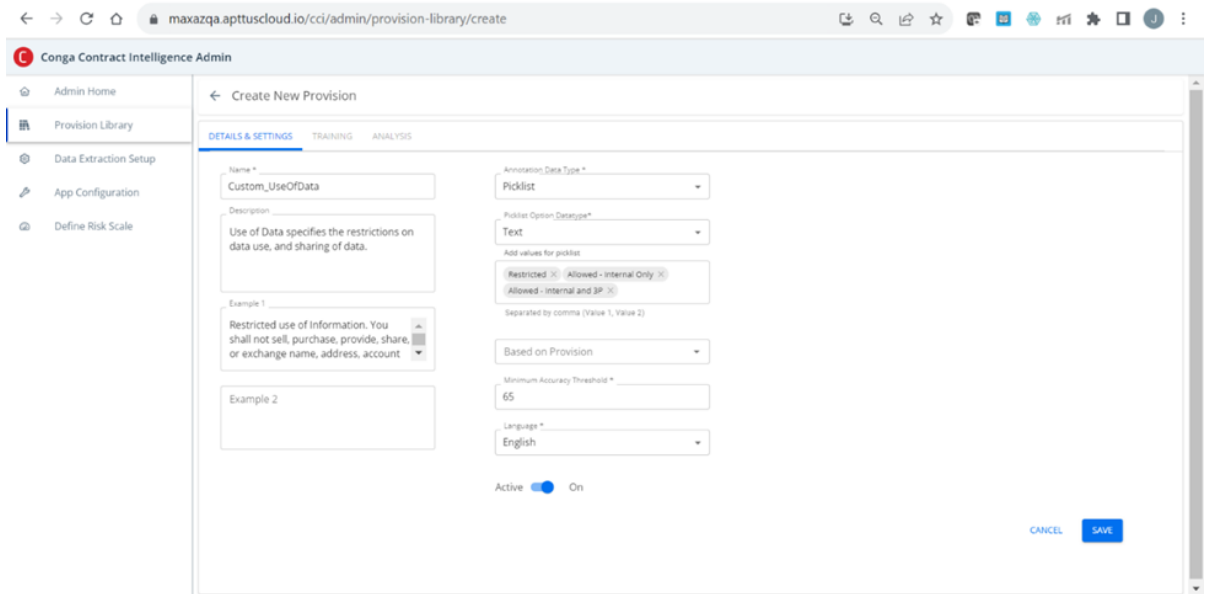 maxazqa.apttuscloud.io/cci/admin/provision-library/create
J
C
Conga Contract Intelligence Admin
Admin Home
Provision Library
Data Extraction Setup
App Configuration
Define Risk Scale
← Create New Provision
DETAILS & SETTINGS TRAINING ANALYSIS
Name *
Custom_UseOfData
Description
Use of Data specifies the restrictions on
data use, and sharing of data.
Example 1
Restricted use of Information. You
shall not sell, purchase, provide, share,
or exchange name, address, account
Example 2
Annotation Data Type *
Picklist
Picklist Option Datetype*
Text
Add values for picklist
Restricted × Allowed - Internal Only ×
Allowed - Internal and 3P ×
Separated by comma (Value 1, Value 2)
Based on Provision
Minimum Accuracy Threshold *
65
Language *
English
Active On
CANCEL SAVE